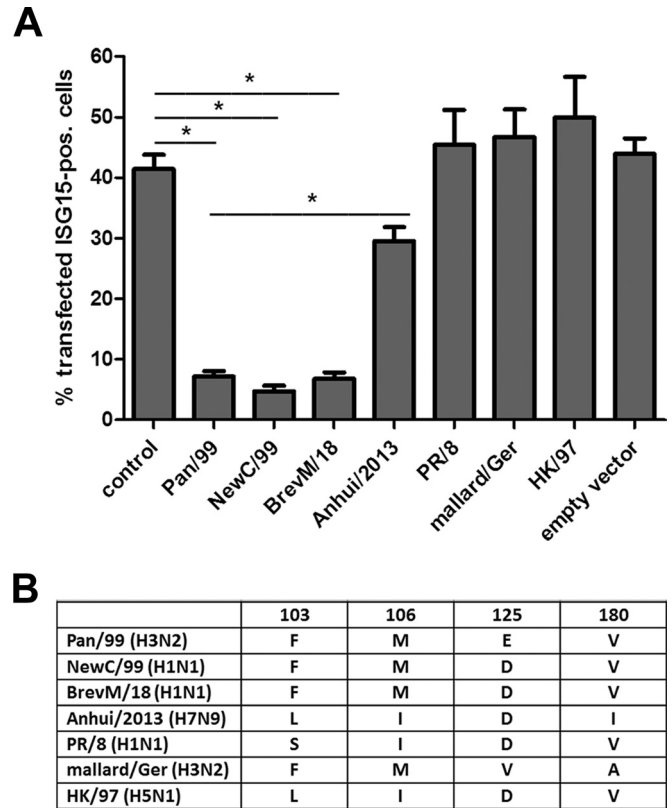 A
% transfected ISG15-pos. cells
60
50
40
30
20
10
0
*
*
*
*
control
Pan/99
NewC/99
BrevM/18
Anhui/2013
PR/8
mallard/Ger
HK/97
empty vector
B
103 106 125 180
Pan/99 (H3N2) F M E V
NewC/99 (H1N1) F M D V
BrevM/18 (H1N1) F M D V
Anhui/2013 (H7N9) L I D I
PR/8 (H1N1) S I D V
mallard/Ger (H3N2) F M V A
HK/97 (H5N1) L I D V